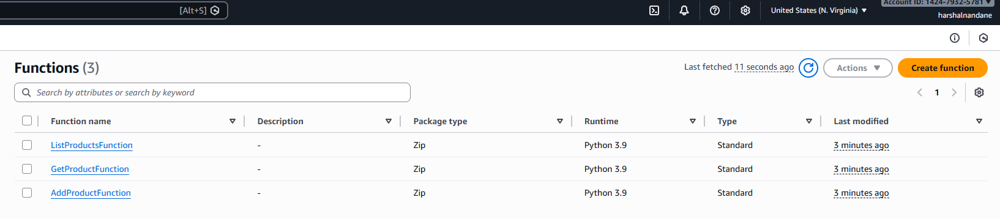 [Alt+S]
United States (N. Virginia)
Account ID: 1424-7932-5781
harshalnandane
Functions (3)
Last fetched 11 seconds ago
Actions
Create function
Search by attributes or search by keyword
1
Function name Description Package type Runtime Type Last modified
ListProductsFunction - Zip Python 3.9 Standard 3 minutes ago
GetProductFunction - Zip Python 3.9 Standard 3 minutes ago
AddProductFunction - Zip Python 3.9 Standard 3 minutes ago